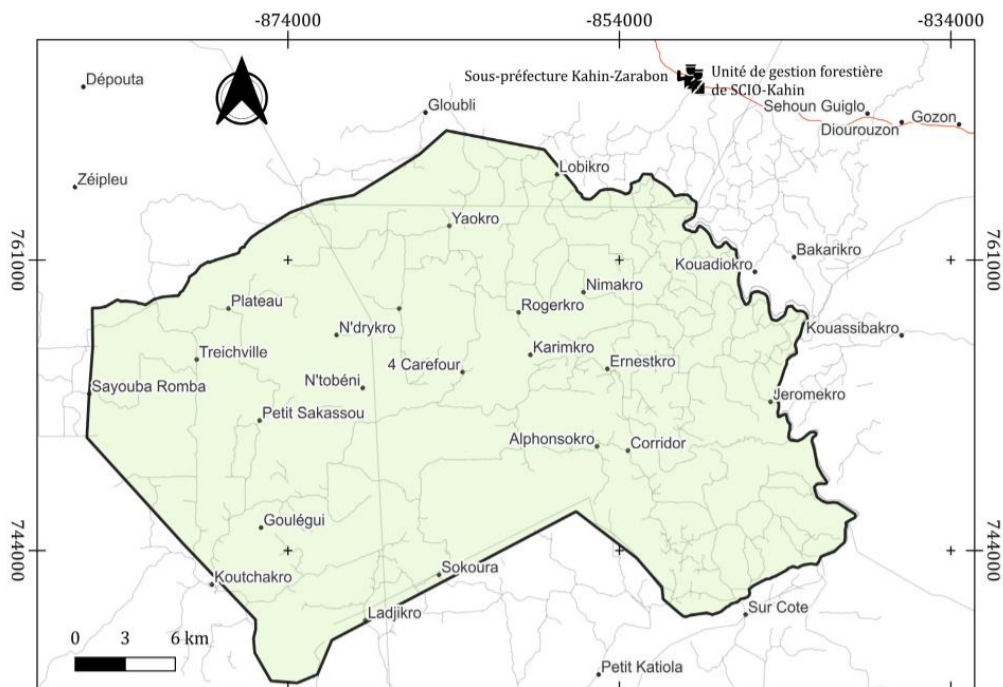 -874000
-854000
-834000
Dépouta
Sous-préfecture Kahin-Zarabon
Unité de gestion forestière
de SCIO-Kahin
Gloubli
Sehoun Guiglo
Diourouzon
Gozon
Zéipleu
Lobikro
Yaokro
761000
761000
Bakarikro
Kouadiokro
Nimakro
Plateau
Rogerkro
N'drykro
Kouassibakro
Treichville
Karimkro
4 Carefour
Ernestkro
Sayouba Romba
N'tobéni
Jeromekro
Petit Sakassou
Alphonsokro
Corridor
Goulégui
744000
744000
Koutchakro
Sokoura
Ladjikro
Sur Cote
0 3 6 km
Petit Katiola